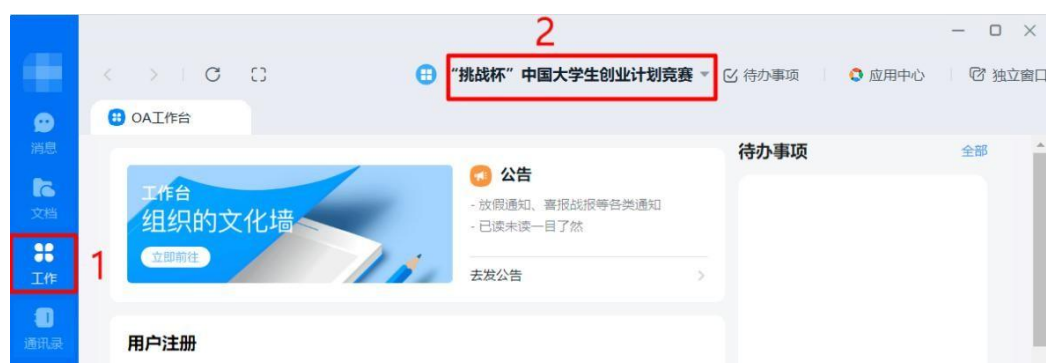 2
“挑战杯”中国大学生创业计划竞赛
待办事项
应用中心
独立窗口
OA工作台
消息
文档
1
工作
通讯录
工作台
组织的文化墙
立即前往
公告
- 放假通知、喜报战报等各类通知
- 已读未读一目了然
去发公告
待办事项
全部
用户注册